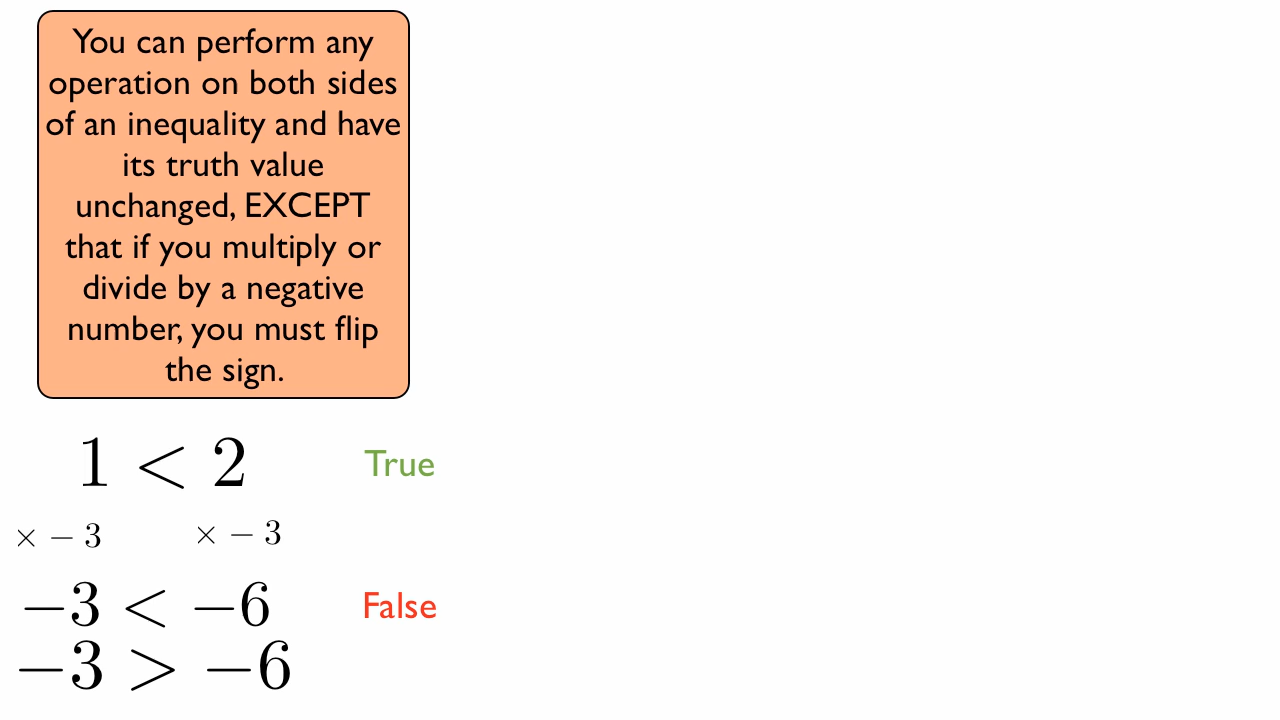 You can perform any
operation on both sides
of an inequality and have
its truth value
unchanged, EXCEPT
that if you multiply or
divide by a negative
number, you must flip
the sign.
1 < 2 True
× − 3 × − 3
−3 < −6 False
−3 > −6